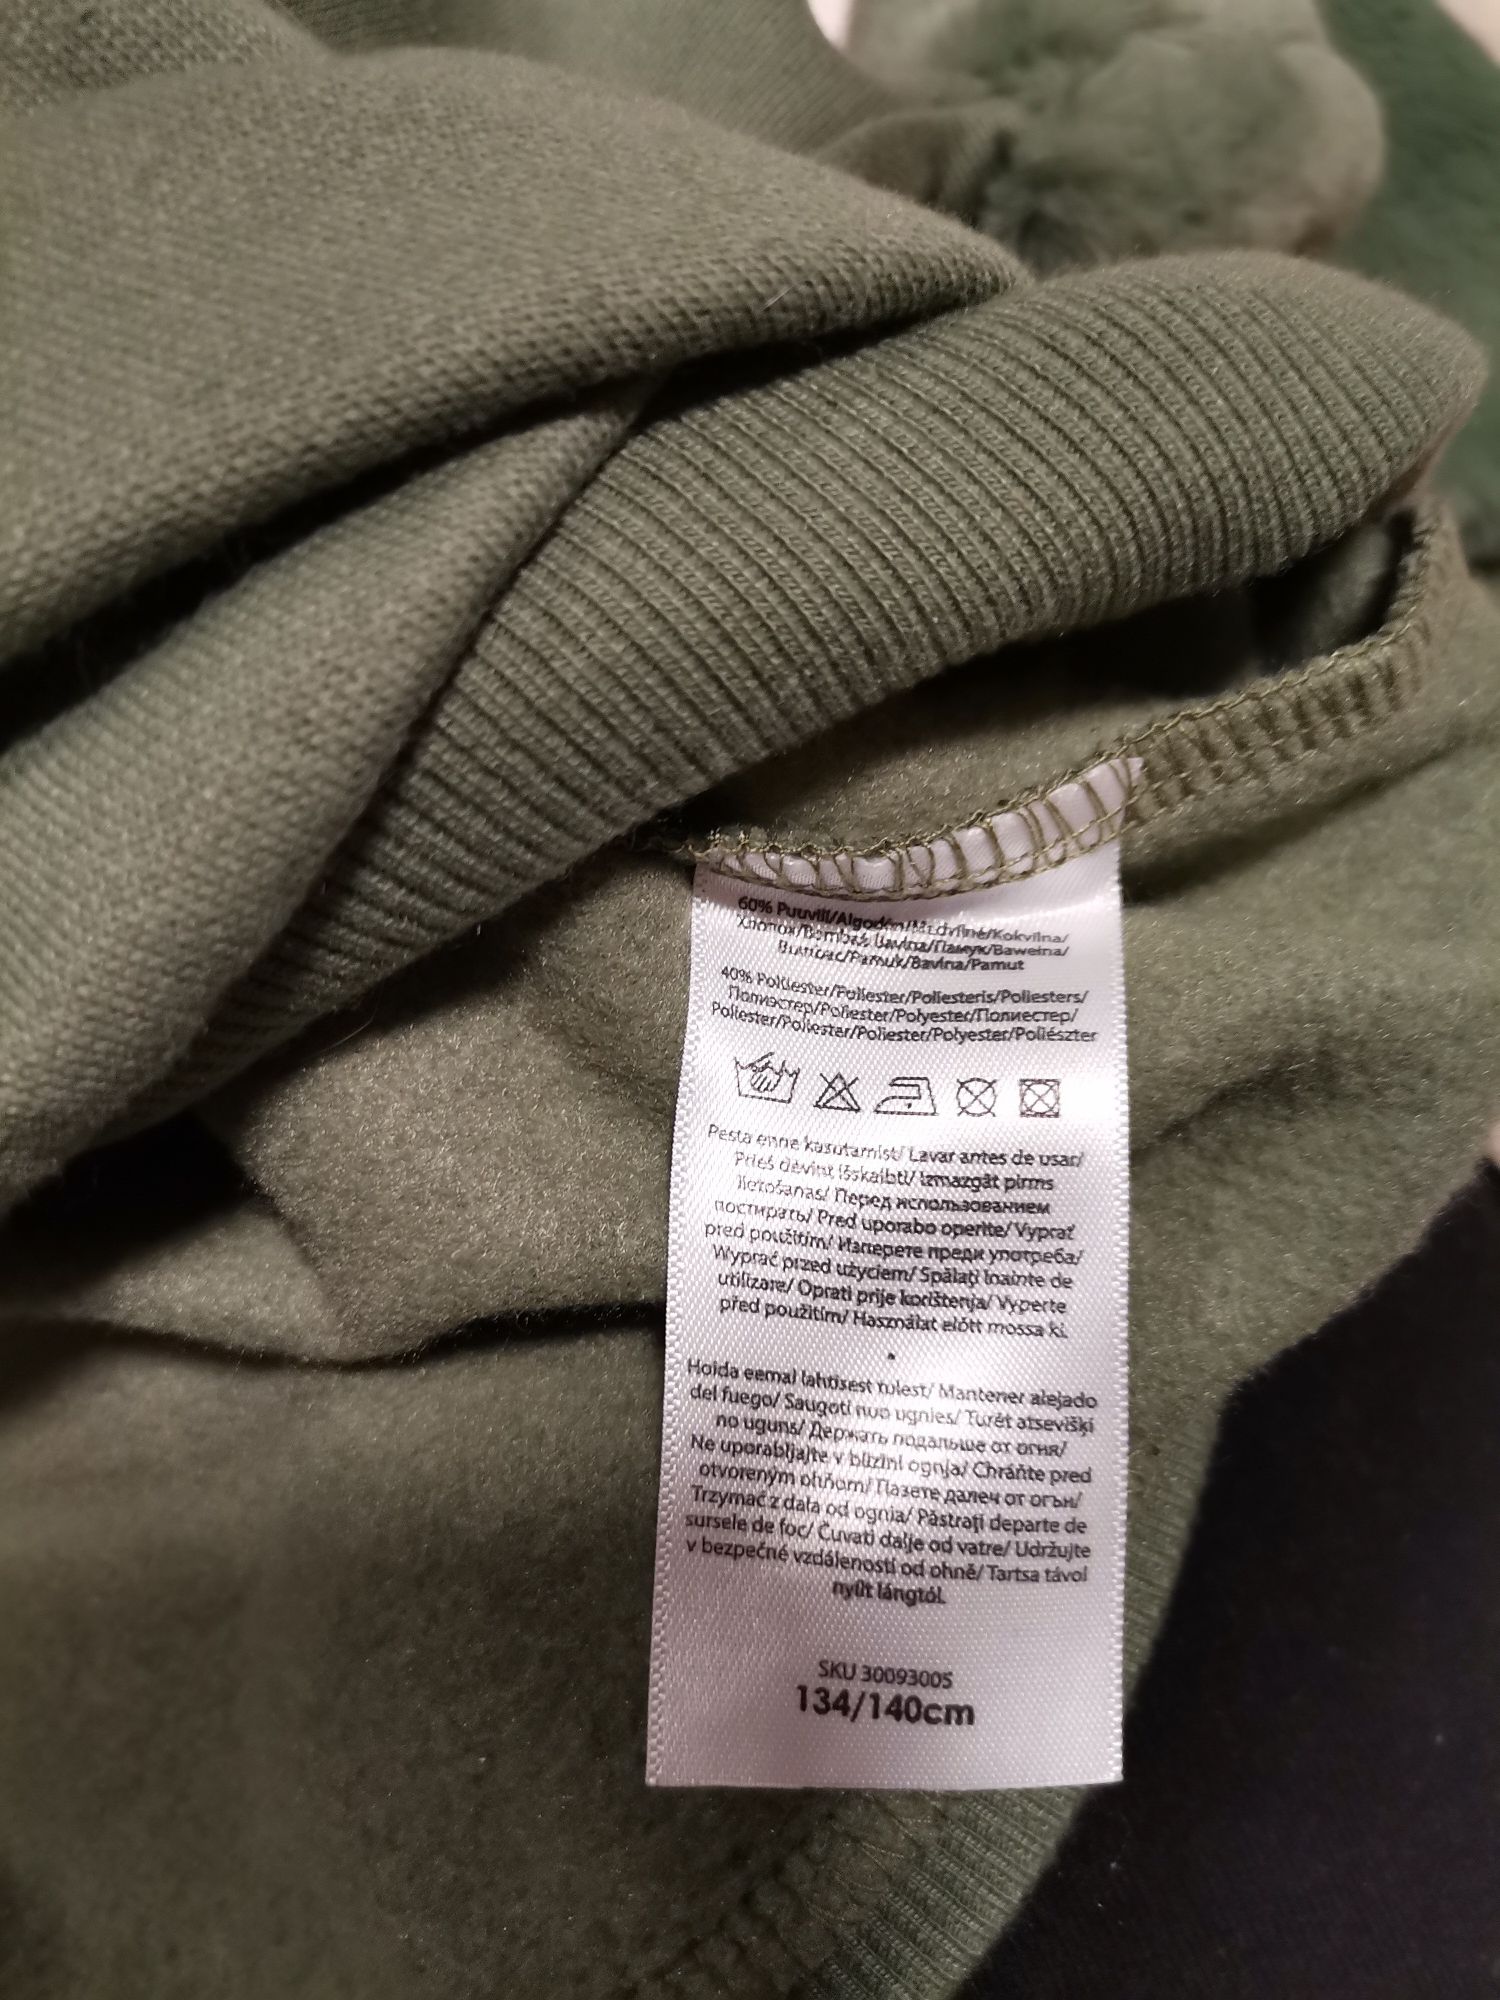 60% Puuvill/Algodón/Medvilnė/Kokvilna/
Хлопок/Bombaž/Bavlna/Памук/Bawełna/
Bumbac/Pamuk/Bavlna/Pamut
40% Polüester/Poliéster/Poliesteris/Poliesters/
Полиэстер/Poliester/Polyester/Полиестер/
Poliester/Poliester/Poliester/Polyester/Poliészter
Pesta enne kasutamist/ Lavar antes de usar/
Prieš dėvint išskalbti/ Izmazgāt pirms
lietošanas/ Перед использованием
постирать/ Pred uporabo operite/ Vyprať
pred použitím/ Изперете преди употреба/
Wyprać przed użyciem/ Spălați înainte de
utilizare/ Oprati prije korištenja/ Vyperte
před použitím/ Használat előtt mossa ki.
Hoida eemal lahtisest tulest/ Mantener alejado
del fuego/ Saugoti nuo ugnies/ Turēt atsevišķi
no uguns/ Держать подальше от огня/
Ne uporabljajte v bližini ognja/ Chráňte pred
otvoreným ohňom/ Пазете далеч от огън/
Trzymać z dala od ognia/ Păstrați departe de
sursele de foc/ Čuvati dalje od vatre/ Udržujte
v bezpečné vzdálenosti od ohně/ Tartsa távol
nyílt lángtól.
SKU 30093005
134/140cm